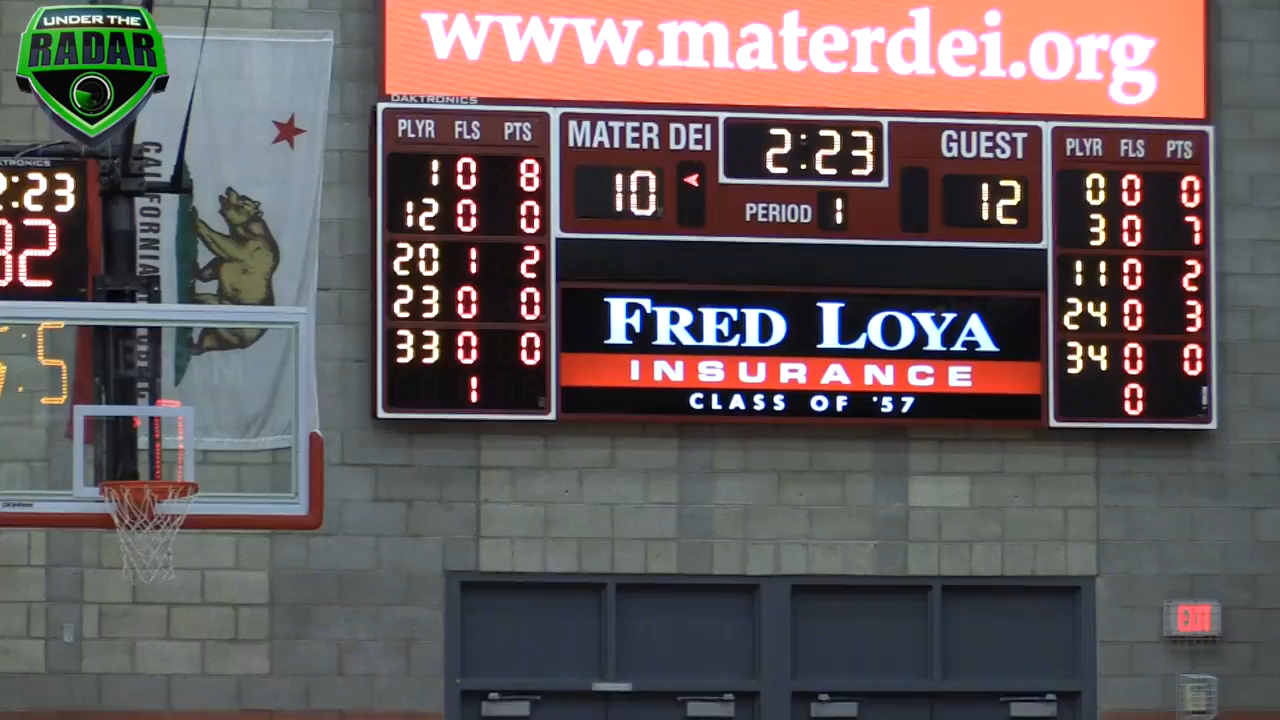 UNDER THE
RADAR
www.materdei.org
DAKTRONICS
PLYR FLS PTS
1 0 8
12 0 0
20 1 2
23 0 0
33 0 0
1
MATER DEI 2:23 GUEST
10 PERIOD 1 12
PLYR FLS PTS
0 0 0
3 0 7
11 0 2
24 0 3
34 0 0
0
FRED LOYA
INSURANCE
CLASS OF '57
:23
32
5
CALIFORNIA
EXIT